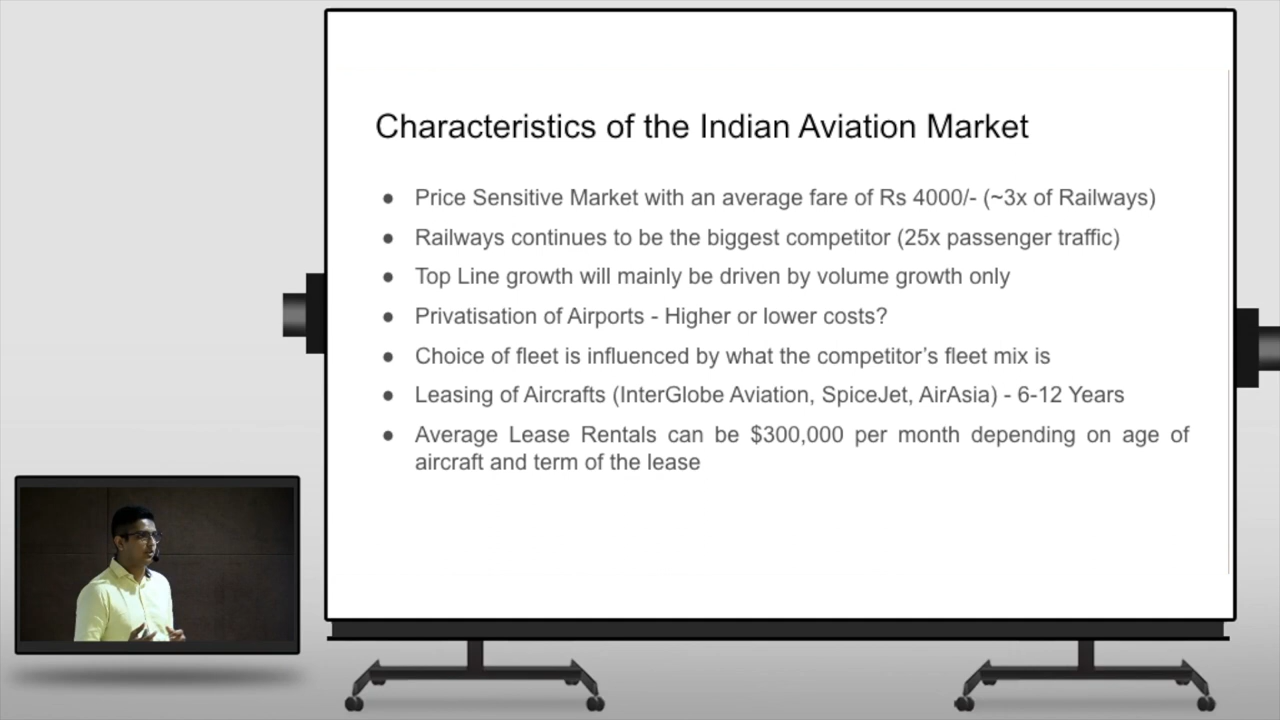 Characteristics of the Indian Aviation Market
● Price Sensitive Market with an average fare of Rs 4000/- (~3x of Railways)
● Railways continues to be the biggest competitor (25x passenger traffic)
● Top Line growth will mainly be driven by volume growth only
● Privatisation of Airports - Higher or lower costs?
● Choice of fleet is influenced by what the competitor’s fleet mix is
● Leasing of Aircrafts (InterGlobe Aviation, SpiceJet, AirAsia) - 6-12 Years
● Average Lease Rentals can be $300,000 per month depending on age of
aircraft and term of the lease